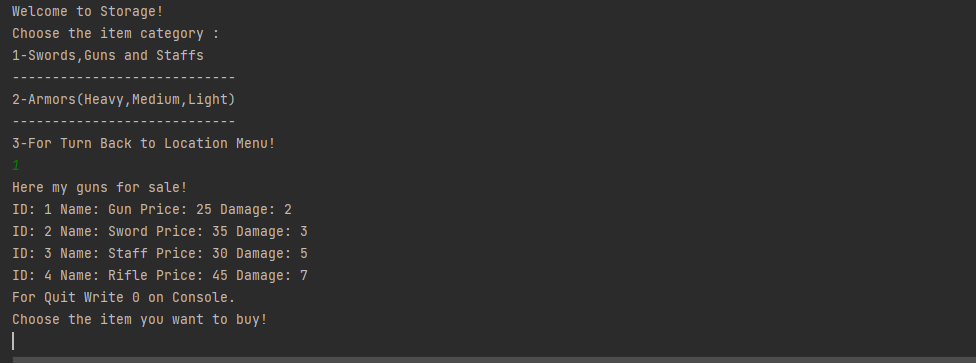 Welcome to Storage!
Choose the item category :
1-Swords,Guns and Staffs
----------------------------
2-Armors(Heavy,Medium,Light)
----------------------------
3-For Turn Back to Location Menu!
1
Here my guns for sale!
ID: 1 Name: Gun Price: 25 Damage: 2
ID: 2 Name: Sword Price: 35 Damage: 3
ID: 3 Name: Staff Price: 30 Damage: 5
ID: 4 Name: Rifle Price: 45 Damage: 7
For Quit Write 0 on Console.
Choose the item you want to buy!